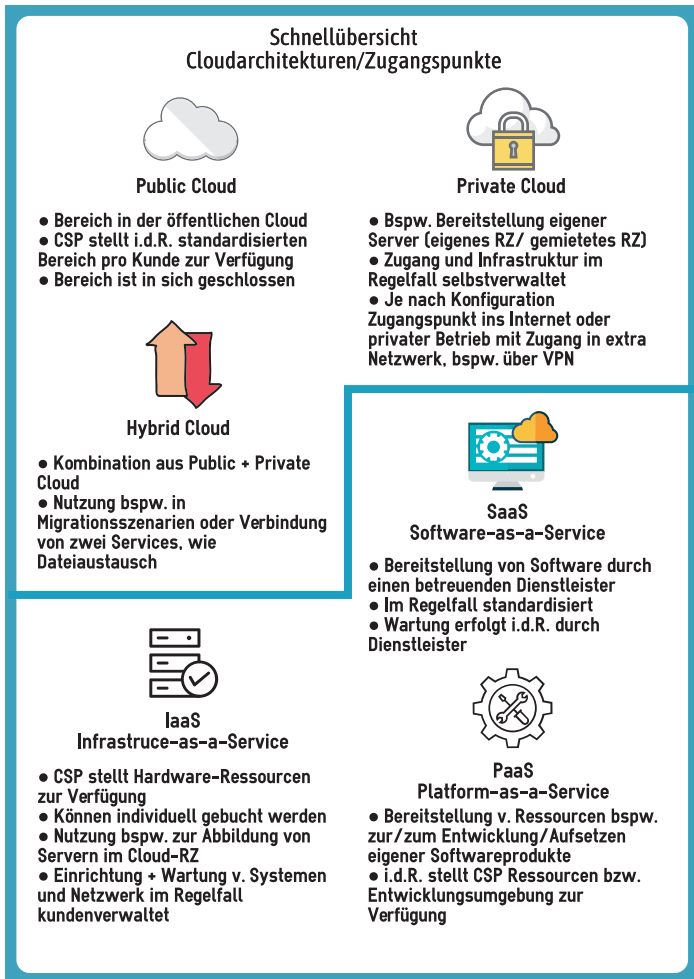 Schnellübersicht
Cloudarchitekturen/Zugangspunkte
Public Cloud
● Bereich in der öffentlichen Cloud
● CSP stellt i.d.R. standardisierten
Bereich pro Kunde zur Verfügung
● Bereich ist in sich geschlossen
Private Cloud
● Bspw. Bereitstellung eigener
Server (eigenes RZ/ gemietetes RZ)
● Zugang und Infrastruktur im
Regelfall selbstverwaltet
● Je nach Konfiguration
Zugangspunkt ins Internet oder
privater Betrieb mit Zugang in extra
Netzwerk, bspw. über VPN
Hybrid Cloud
● Kombination aus Public + Private
Cloud
● Nutzung bspw. in
Migrationsszenarien oder Verbindung
von zwei Services, wie
Dateiaustausch
SaaS
Software-as-a-Service
● Bereitstellung von Software durch
einen betreuenden Dienstleister
● Im Regelfall standardisiert
● Wartung erfolgt i.d.R. durch
Dienstleister
IaaS
Infrastruce-as-a-Service
● CSP stellt Hardware-Ressourcen
zur Verfügung
● Können individuell gebucht werden
● Nutzung bspw. zur Abbildung von
Servern im Cloud-RZ
● Einrichtung + Wartung v. Systemen
und Netzwerk im Regelfall
kundenverwaltet
PaaS
Platform-as-a-Service
● Bereitstellung v. Ressourcen bspw.
zur/zum Entwicklung/Aufsetzen
eigener Softwareprodukte
● i.d.R. stellt CSP Ressourcen bzw.
Entwicklungsumgebung zur
Verfügung